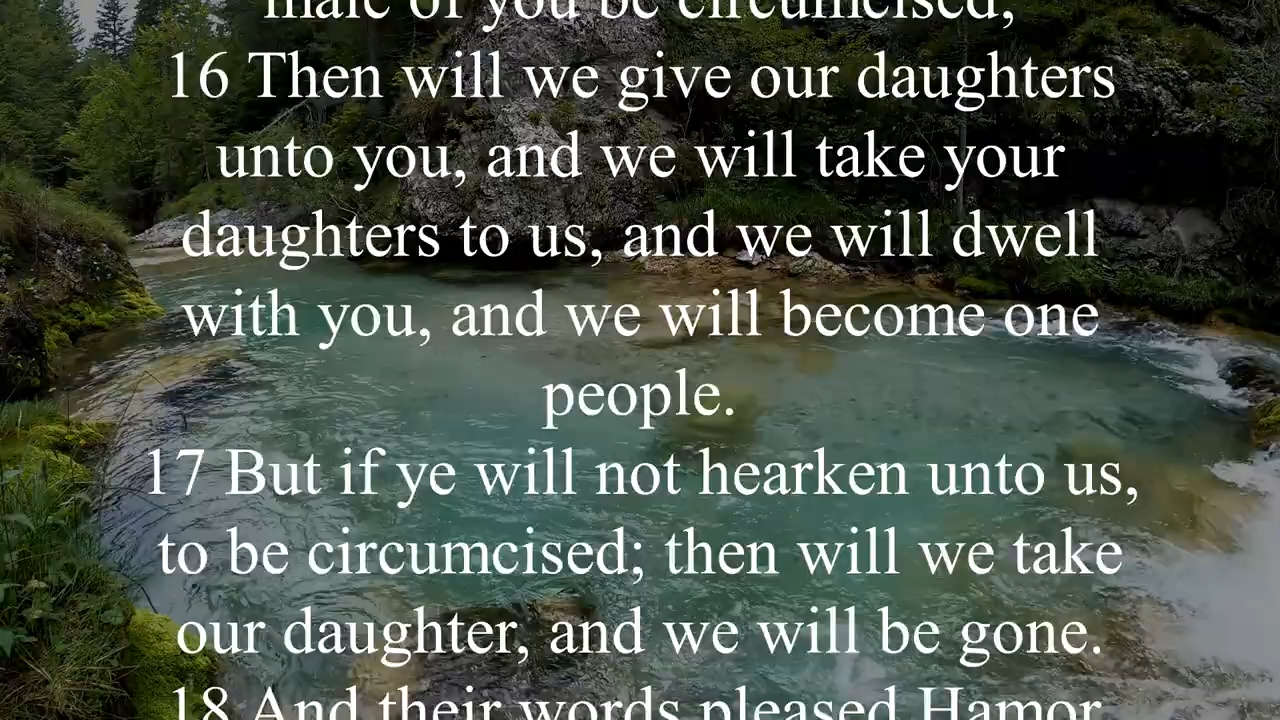 male of you be circumcised;
16 Then will we give our daughters
unto you, and we will take your
daughters to us, and we will dwell
with you, and we will become one
people.
17 But if ye will not hearken unto us,
to be circumcised; then will we take
our daughter, and we will be gone.
18 And their words pleased Hamor,